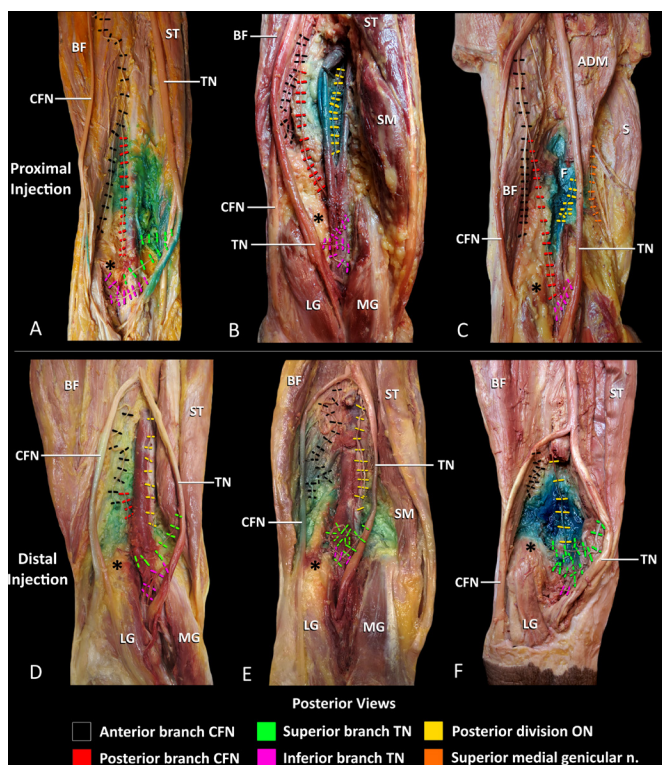 BF
ST
CFN
TN
Proximal
Injection
*
A
BF
ST
SM
CFN
TN
*
LG
MG
B
ADM
S
F
BF
CFN
TN
*
C
BF
ST
CFN
TN
Distal
Injection
*
LG
MG
D
BF
ST
TN
CFN
SM
*
LG
MG
E
BF
ST
*
TN
CFN
LG
F
Posterior Views
Anterior branch CFN
Superior branch TN
Posterior division ON
Posterior branch CFN
Inferior branch TN
Superior medial genicular n.